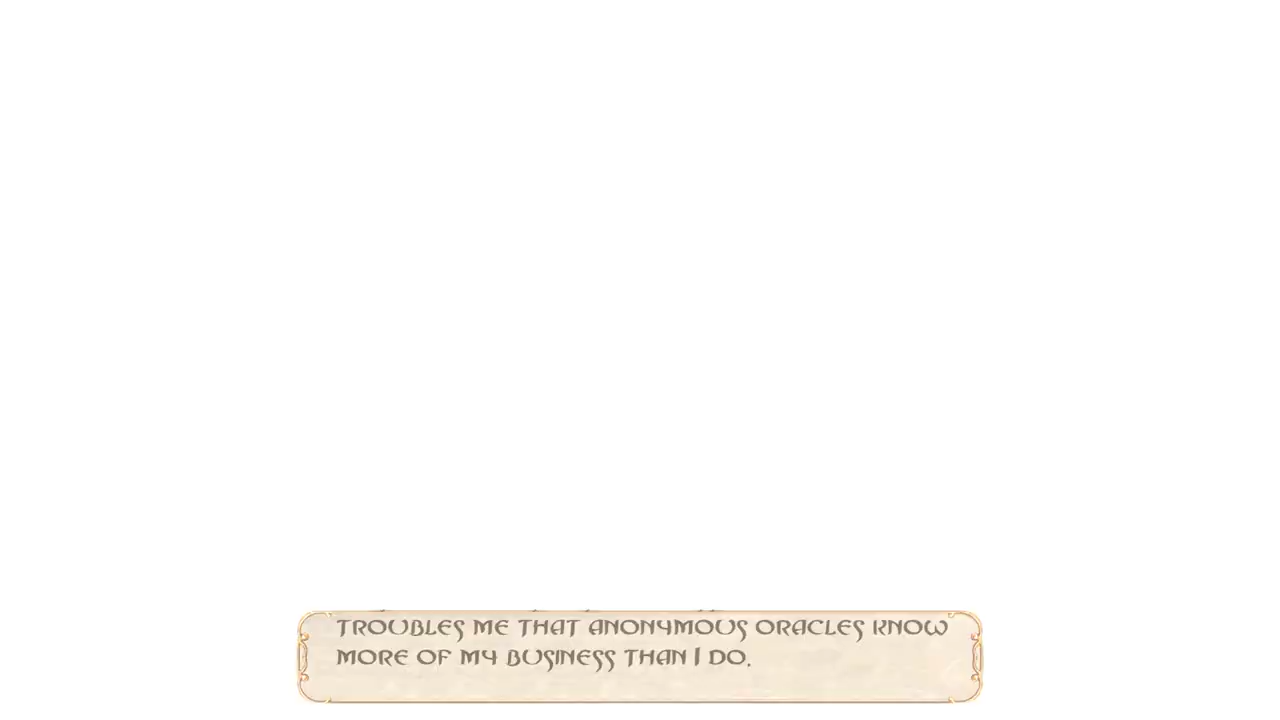 TROUBLES ME THAT ANONYMOUS ORACLES KNOW
MORE OF MY BUSINESS THAN I DO.